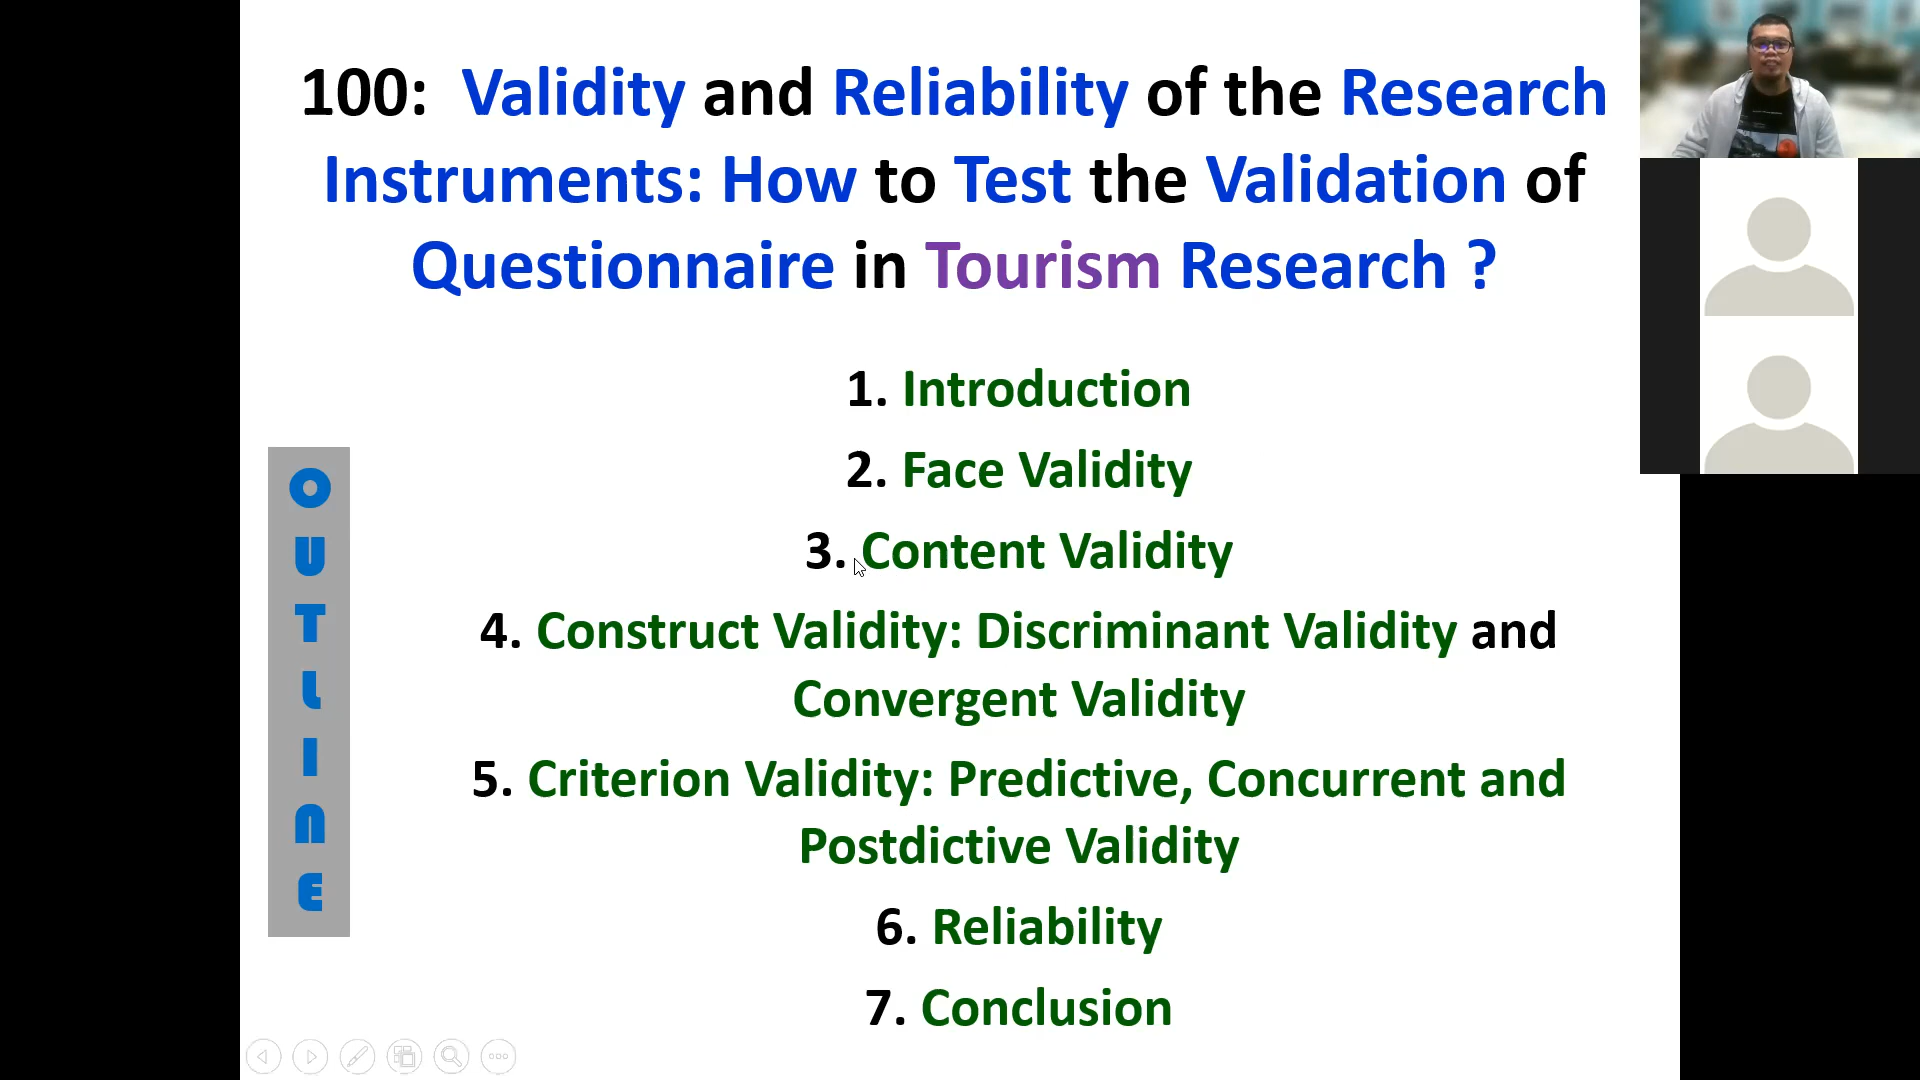 100: Validity and Reliability of the Research
Instruments: How to Test the Validation of
Questionnaire in Tourism Research ?
OUTLINE
1. Introduction
2. Face Validity
3. Content Validity
4. Construct Validity: Discriminant Validity and
Convergent Validity
5. Criterion Validity: Predictive, Concurrent and
Postdictive Validity
6. Reliability
7. Conclusion